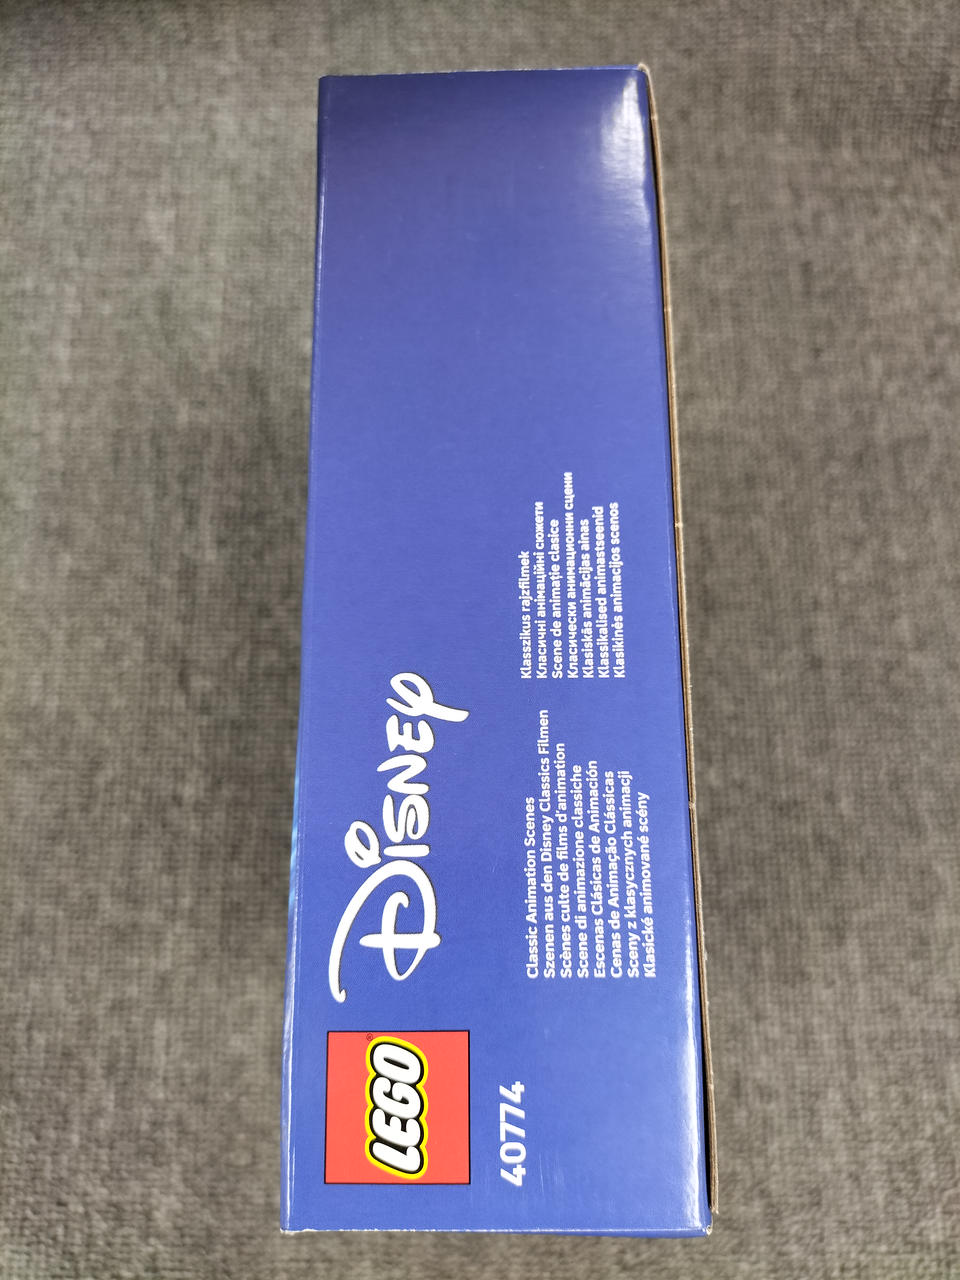 LEGO®
Disney
40774
Classic Animation Scenes
Szenen aus den Disney Classics Filmen
Scènes culte de films d'animation
Scene di animazione classiche
Escenas Clásicas de Animación
Cenas de Animação Clássicas
Sceny z klasycznych animacji
Klasické animované scény
Klasszikus rajzfilmek
Класичні анімаційні сюжети
Scene de animație clasice
Класически анимационни сцени
Klasiskās animācijas ainas
Klassikalised animastseenid
Klasikinės animacijos scenos